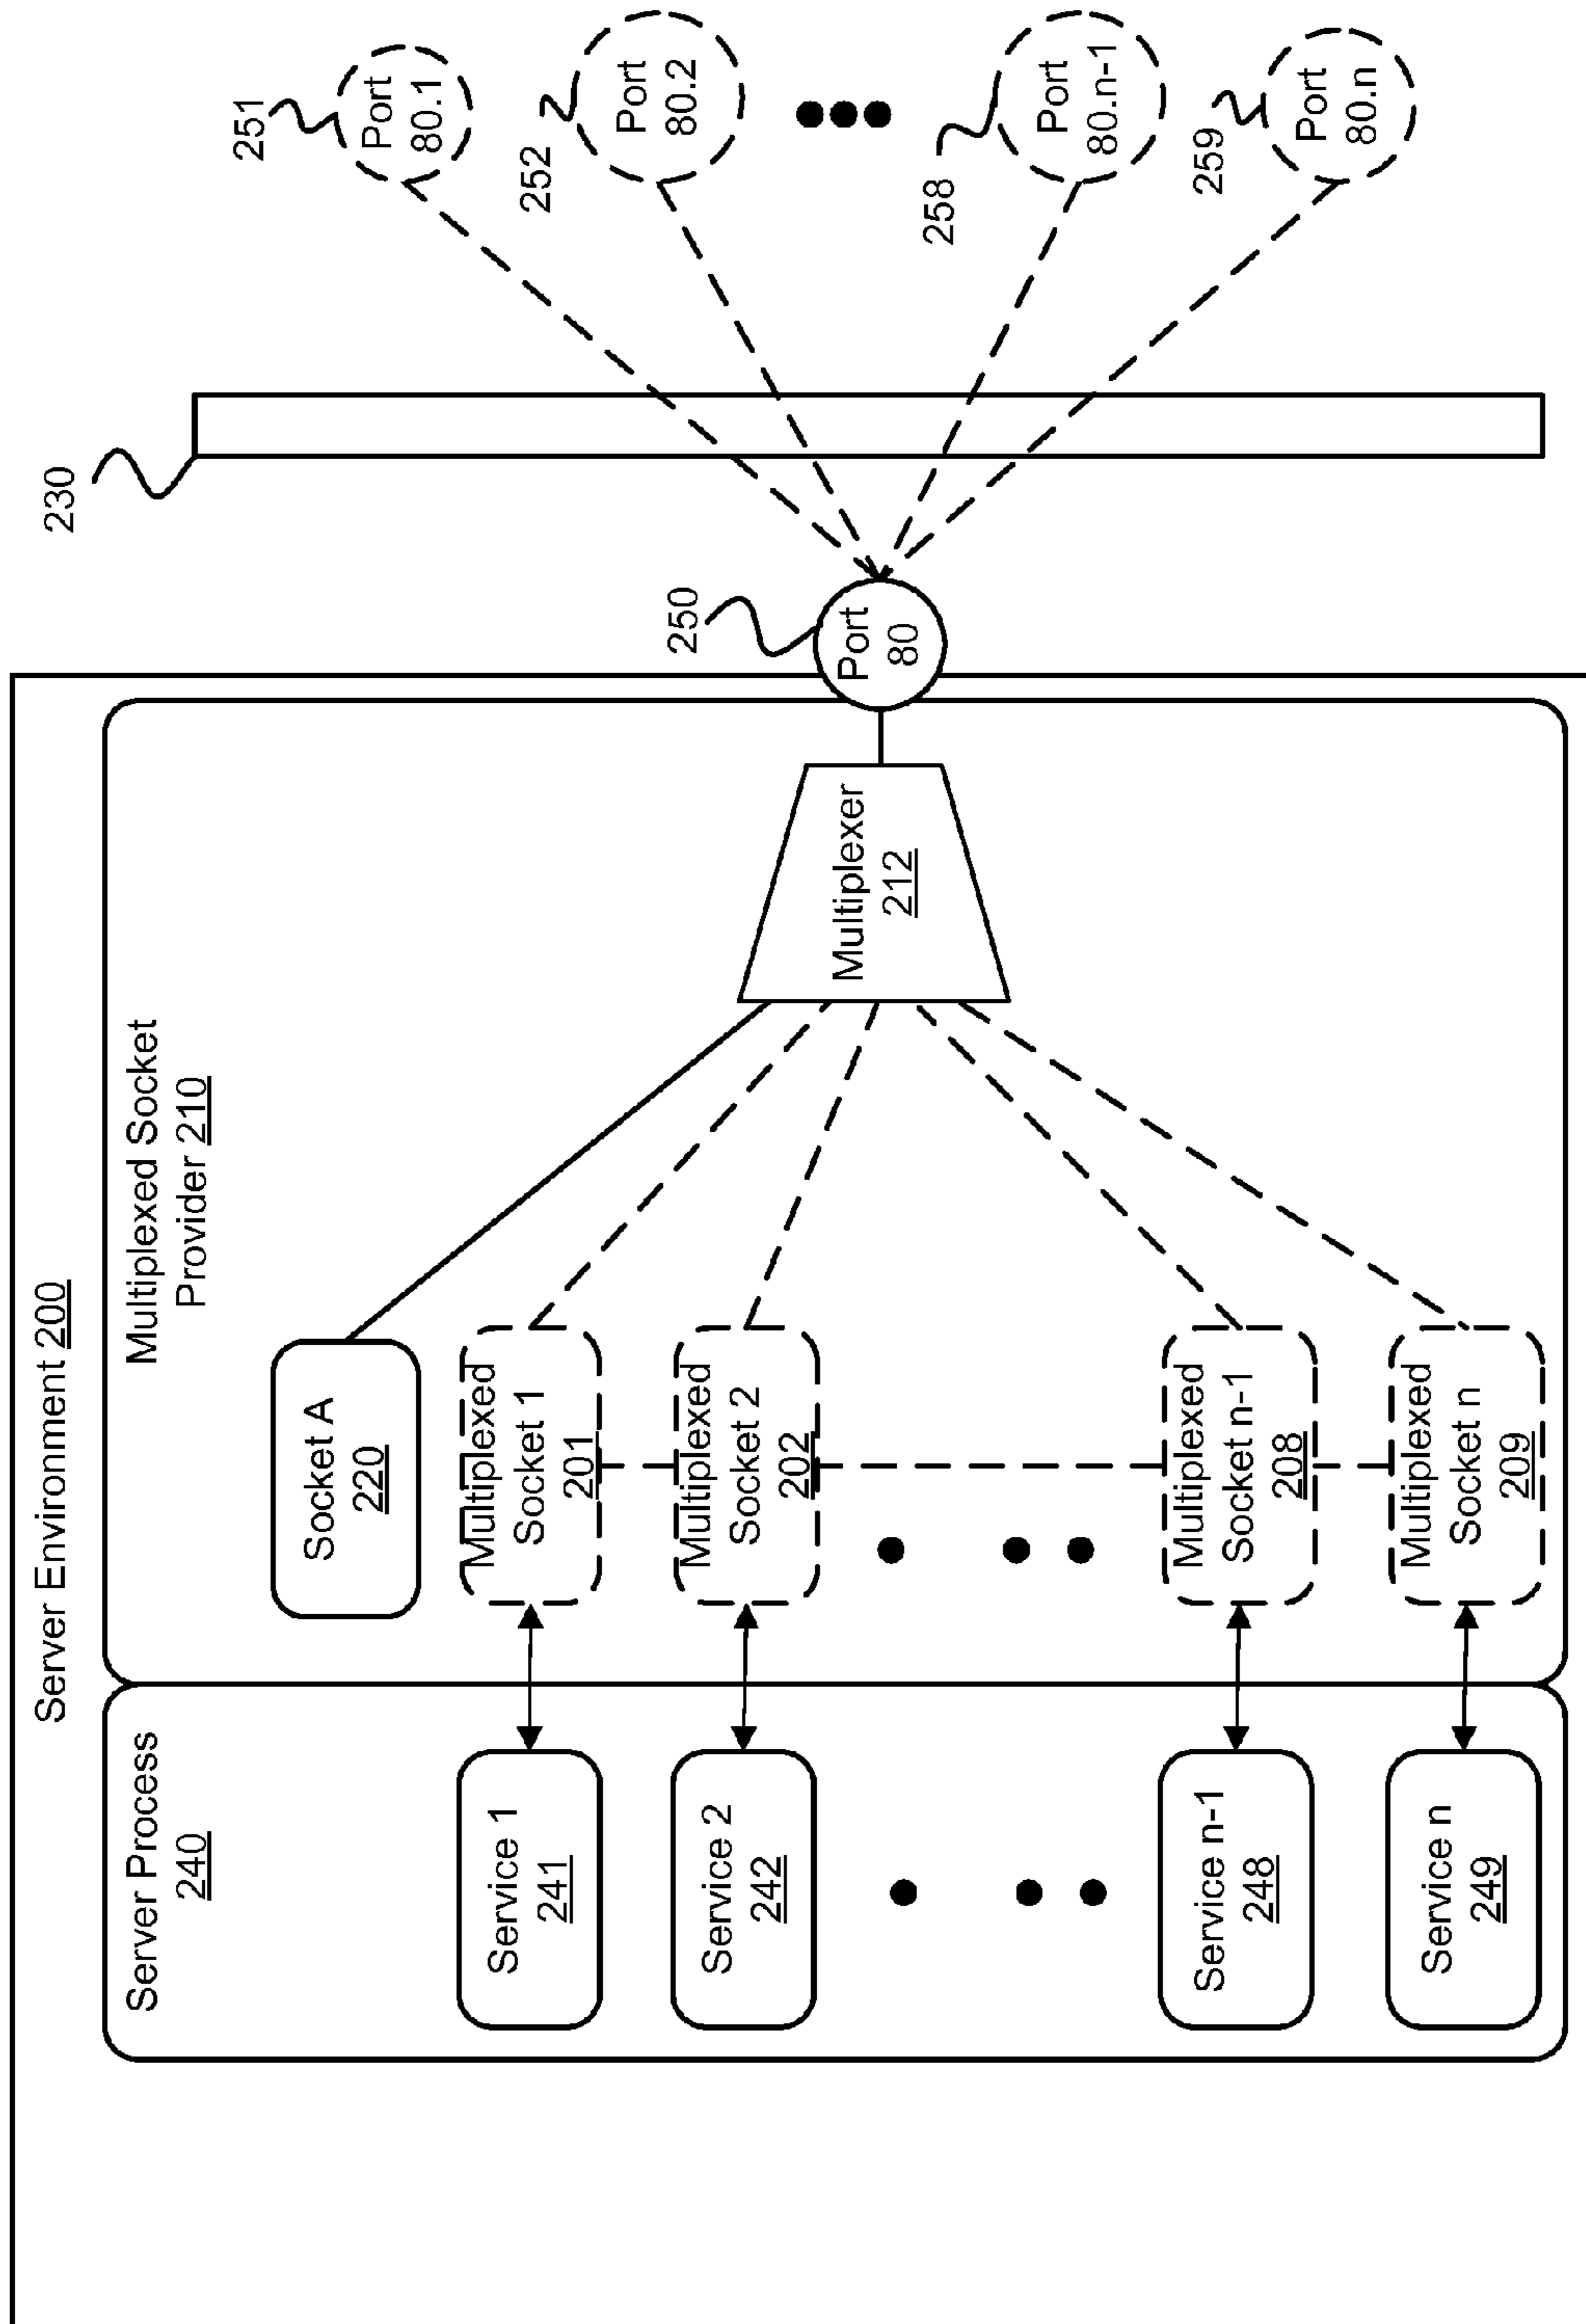 Server Environment 200
Server Process
240
Service 1
241
Service 2
242
Service n-1
248
Service n
249
Multiplexed Socket
Provider 210
Socket A
220
Multiplexed
Socket 1
201
Multiplexed
Socket 2
202
Multiplexed
Socket n-1
208
Multiplexed
Socket n
209
Multiplexer
212
Port
80
250
230
251
Port
80.1
252
Port
80.2
258
Port
80.n-1
259
Port
80.n